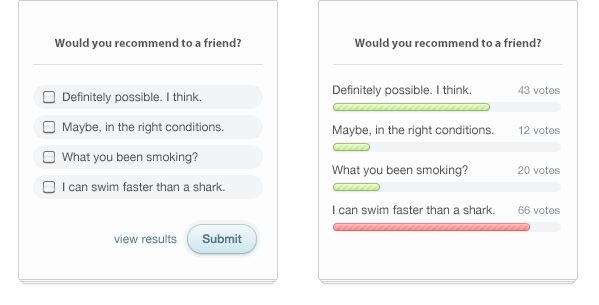 Would you recommend to a friend?
Definitely possible. I think.
Maybe, in the right conditions.
What you been smoking?
I can swim faster than a shark.
view results
Submit
Would you recommend to a friend?
Definitely possible. I think. 43 votes
Maybe, in the right conditions. 12 votes
What you been smoking? 20 votes
I can swim faster than a shark. 66 votes